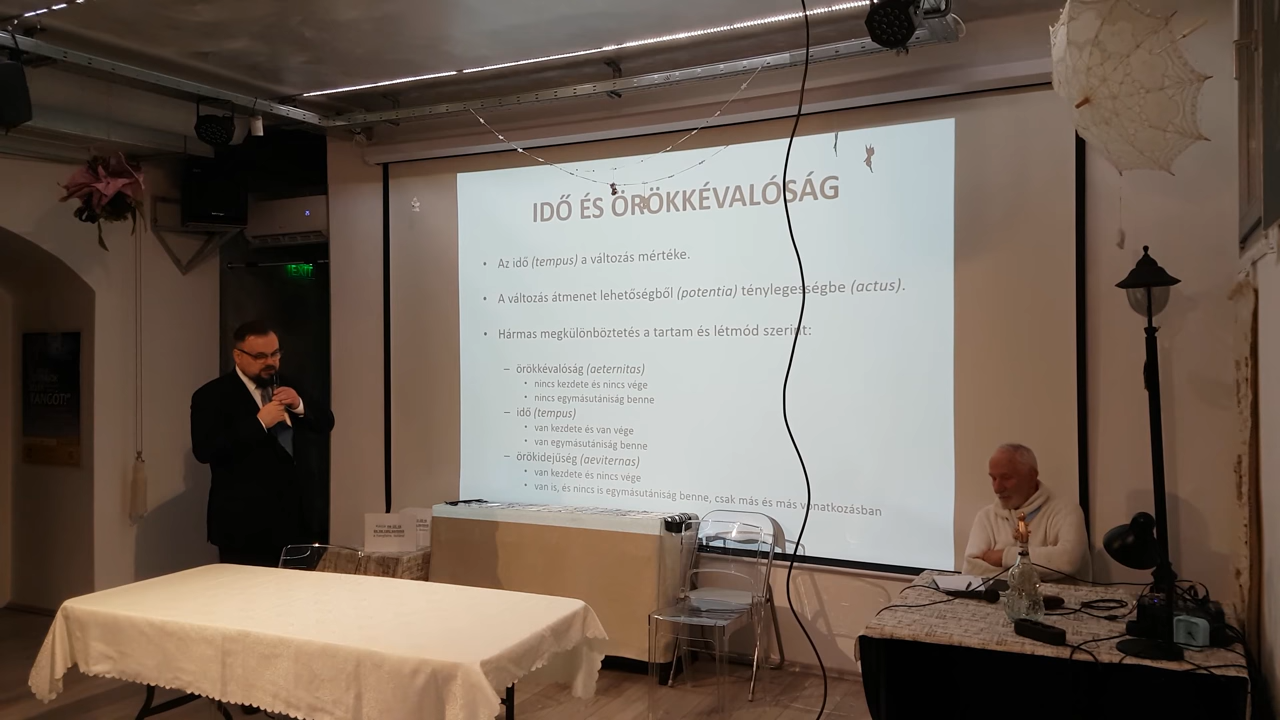 IDŐ ÉS ÖRÖKKÉVALÓSÁG
• Az idő (tempus) a változás mértéke.
• A változás átmenet lehetőségből (potentia) ténylegességbe (actus).
• Hármas megkülönböztetés a tartam és létmód szerint:
– örökkévalóság (aeternitas)
• nincs kezdete és nincs vége
• nincs egymásutániság benne
– idő (tempus)
• van kezdete és van vége
• van egymásutániság benne
– örökidejűség (aeviternas)
• van kezdete és nincs vége
• van is, és nincs is egymásutániság benne, csak más és más vonatkozásban
EXIT
KANGÓT!"